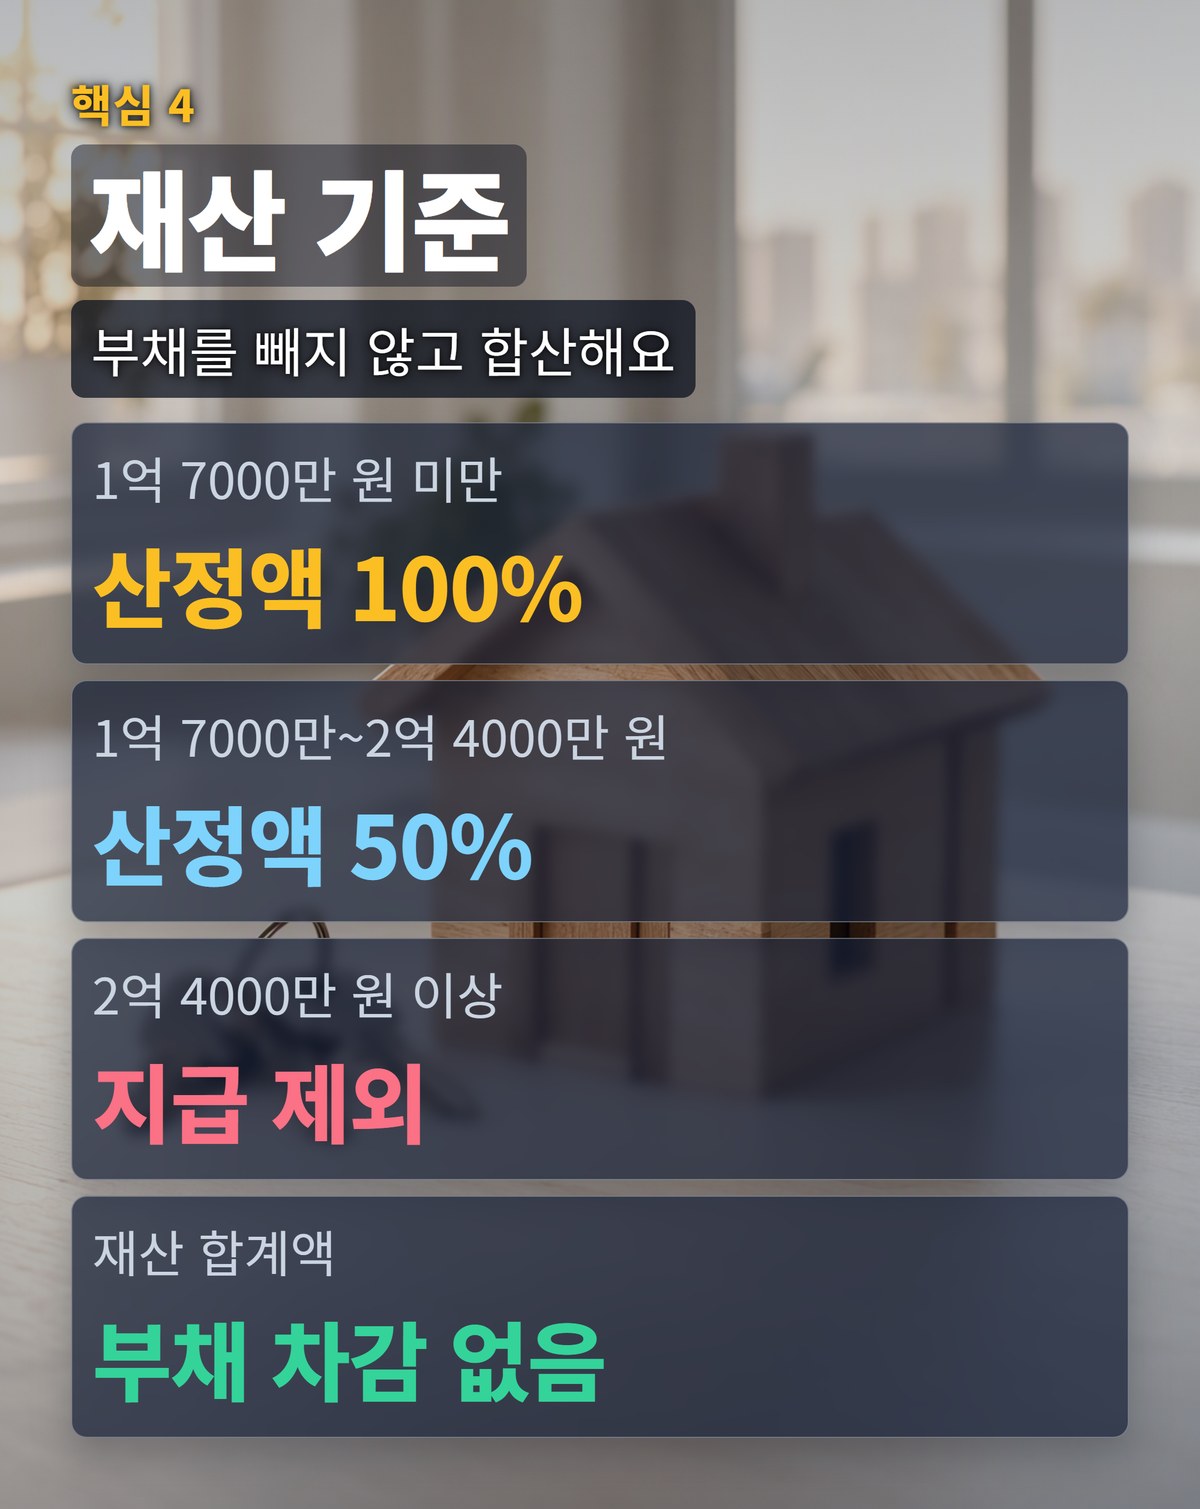 핵심 4
재산 기준
부채를 빼지 않고 합산해요
1억 7000만 원 미만
산정액 100%
1억 7000만~2억 4000만 원
산정액 50%
2억 4000만 원 이상
지급 제외
재산 합계액
부채 차감 없음